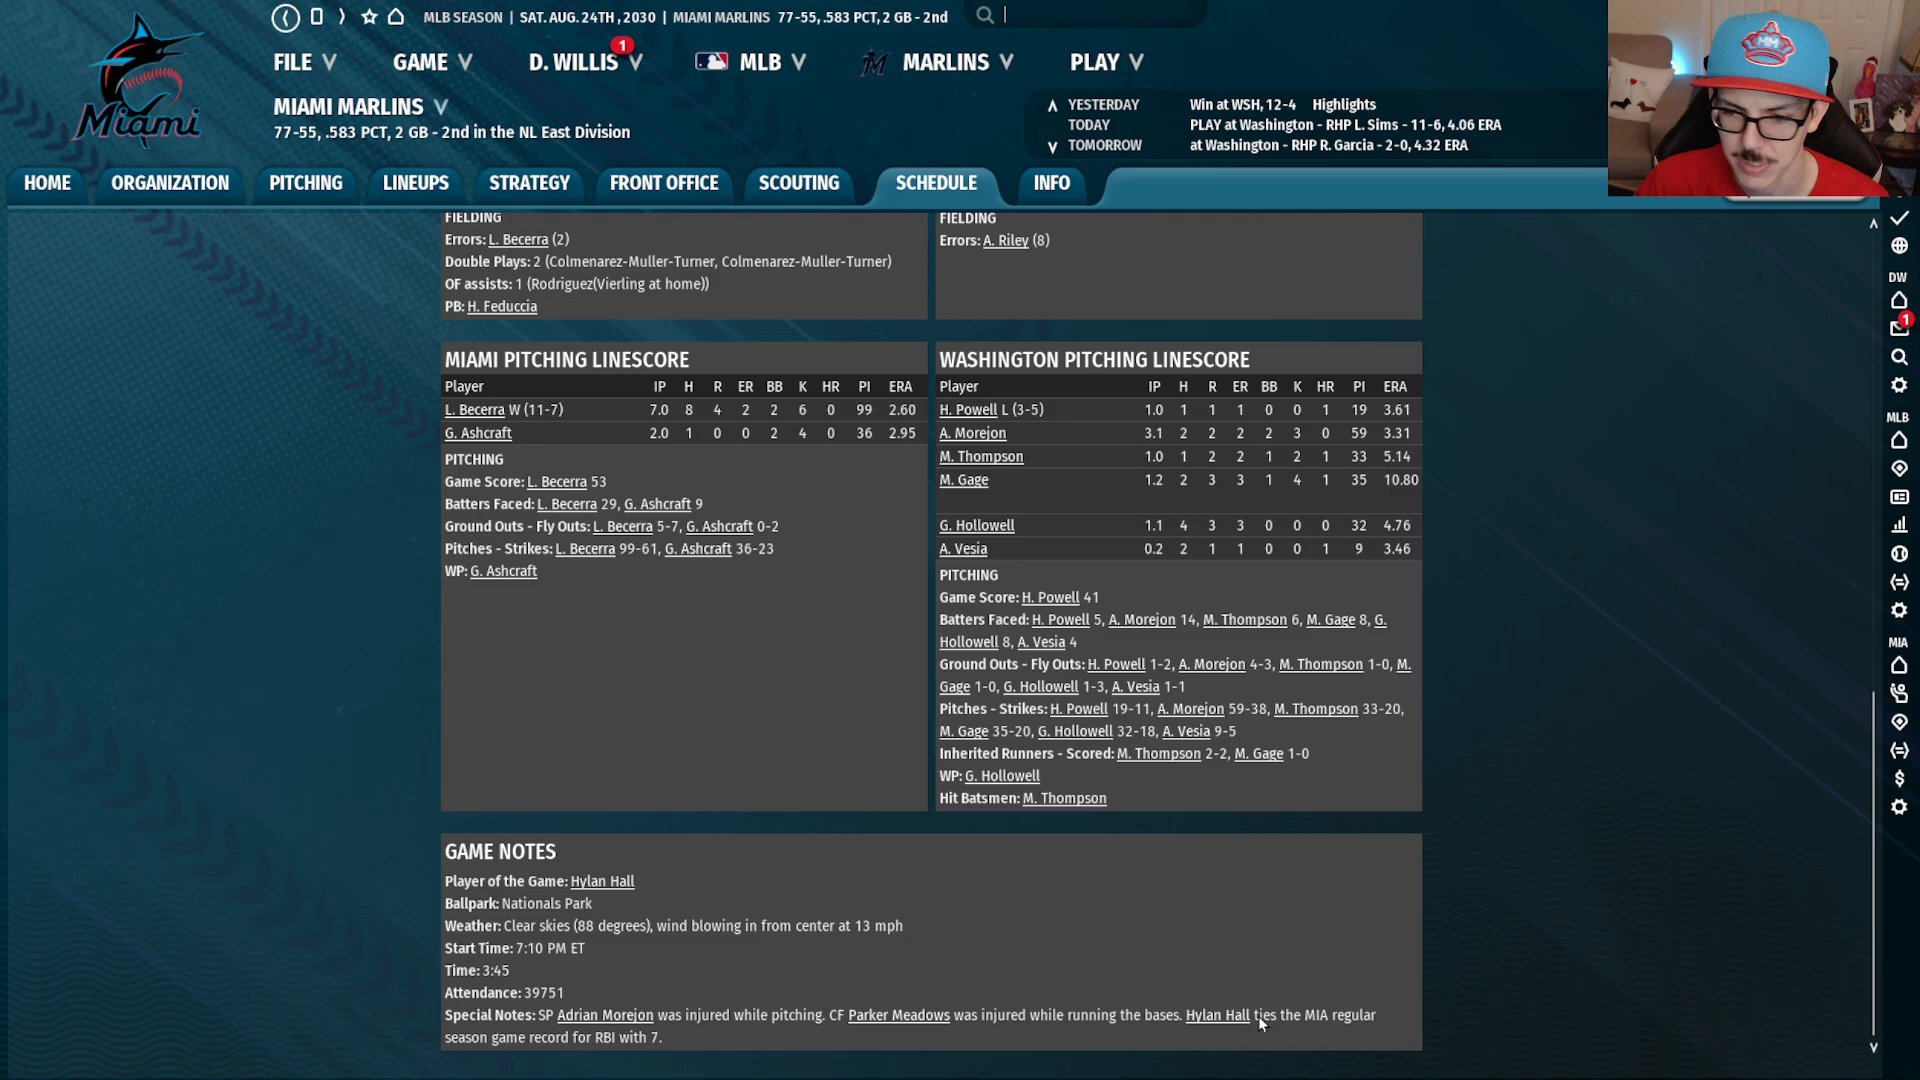 MLB SEASON | SAT. AUG. 24TH, 2030 | MIAMI MARLINS 77-55, .583 PCT, 2 GB - 2nd
FILE GAME D. WILLIS 1 MLB MARLINS PLAY
Miami
MIAMI MARLINS
77-55, .583 PCT, 2 GB - 2nd in the NL East Division
YESTERDAY Win at WSH, 12-4 Highlights
TODAY PLAY at Washington - RHP L. Sims - 11-6, 4.06 ERA
TOMORROW at Washington - RHP R. Garcia - 2-0, 4.32 ERA
HOME ORGANIZATION PITCHING LINEUPS STRATEGY FRONT OFFICE SCOUTING SCHEDULE INFO
FIELDING
Errors: L. Becerra (2)
Double Plays: 2 (Colmenarez-Muller-Turner, Colmenarez-Muller-Turner)
OF assists: 1 (Rodriguez(Vierling at home))
PB: H. Feduccia
FIELDING
Errors: A. Riley (8)
MIAMI PITCHING LINESCORE
Player IP H R ER BB K HR PI ERA
L. Becerra W (11-7) 7.0 8 4 2 2 6 0 99 2.60
G. Ashcraft 2.0 1 0 0 2 4 0 36 2.95
PITCHING
Game Score: L. Becerra 53
Batters Faced: L. Becerra 29, G. Ashcraft 9
Ground Outs - Fly Outs: L. Becerra 5-7, G. Ashcraft 0-2
Pitches - Strikes: L. Becerra 99-61, G. Ashcraft 36-23
WP: G. Ashcraft
WASHINGTON PITCHING LINESCORE
Player IP H R ER BB K HR PI ERA
H. Powell L (3-5) 1.0 1 1 1 0 0 1 19 3.61
A. Morejon 3.1 2 2 2 2 3 0 59 3.31
M. Thompson 1.0 1 2 2 1 2 1 33 5.14
M. Gage 1.2 2 3 3 1 4 1 35 10.80
G. Hollowell 1.1 4 3 3 0 0 0 32 4.76
A. Vesia 0.2 2 1 1 0 0 1 9 3.46
PITCHING
Game Score: H. Powell 41
Batters Faced: H. Powell 5, A. Morejon 14, M. Thompson 6, M. Gage 8, G.
Hollowell 8, A. Vesia 4
Ground Outs - Fly Outs: H. Powell 1-2, A. Morejon 4-3, M. Thompson 1-0, M.
Gage 1-0, G. Hollowell 1-3, A. Vesia 1-1
Pitches - Strikes: H. Powell 19-11, A. Morejon 59-38, M. Thompson 33-20,
M. Gage 35-20, G. Hollowell 32-18, A. Vesia 9-5
Inherited Runners - Scored: M. Thompson 2-2, M. Gage 1-0
WP: G. Hollowell
Hit Batsmen: M. Thompson
GAME NOTES
Player of the Game: Hylan Hall
Ballpark: Nationals Park
Weather: Clear skies (88 degrees), wind blowing in from center at 13 mph
Start Time: 7:10 PM ET
Time: 3:45
Attendance: 39751
Special Notes: SP Adrian Morejon was injured while pitching. CF Parker Meadows was injured while running the bases. Hylan Hall ties the MIA regular
season game record for RBI with 7.
DW
1
MLB
MIA